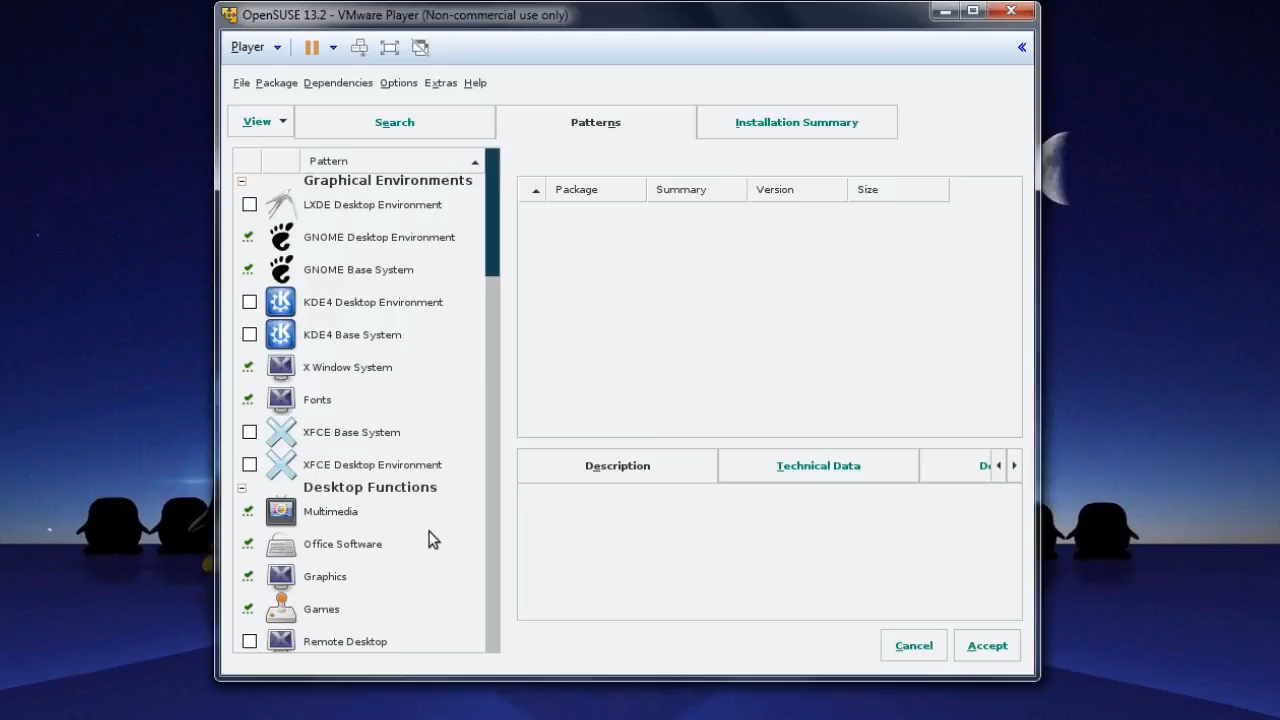 OpenSUSE 13.2 - VMware Player (Non-commercial use only)
Player
File Package Dependencies Options Extras Help
View Search Patterns Installation Summary
Pattern
Graphical Environments
LXDE Desktop Environment
GNOME Desktop Environment
GNOME Base System
KDE4 Desktop Environment
KDE4 Base System
X Window System
Fonts
XFCE Base System
XFCE Desktop Environment
Desktop Functions
Multimedia
Office Software
Graphics
Games
Remote Desktop
Package Summary Version Size
Description Technical Data
Cancel Accept